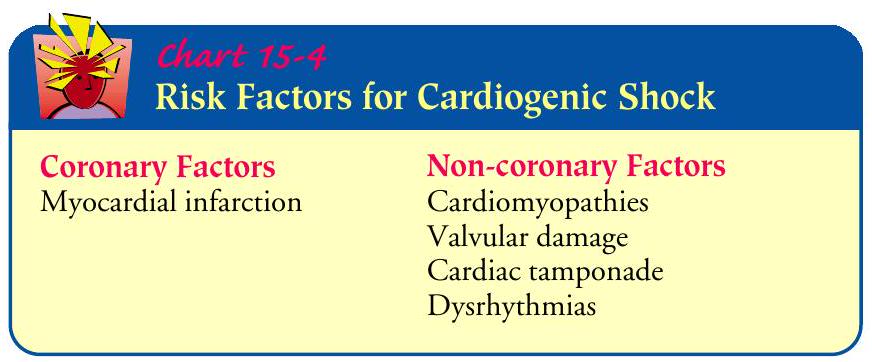 Chart 15-4
Risk Factors for Cardiogenic Shock
Coronary Factors
Myocardial infarction
Non-coronary Factors
Cardiomyopathies
Valvular damage
Cardiac tamponade
Dysrhythmias